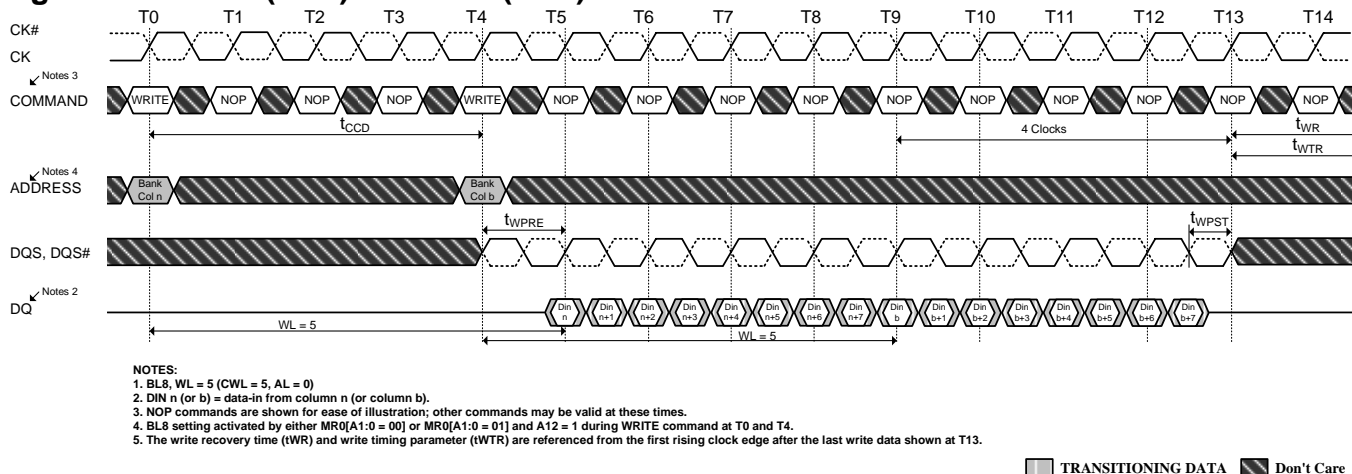 T0 T1 T2 T3 T4 T5 T6 T7 T8 T9 T10 T11 T12 T13 T14
CK#
CK
Notes 3
COMMAND WRITE NOP NOP NOP WRITE NOP NOP NOP NOP NOP NOP NOP NOP NOP NOP
tCCD 4 Clocks tWR
tWTR
Notes 4
ADDRESS Bank Col n Bank Col b
tWPRE tWPST
DQS, DQS#
Notes 2
DQ Din n Din n+1 Din n+2 Din n+3 Din n+4 Din n+5 Din n+6 Din n+7 Din b Din b+1 Din b+2 Din b+3 Din b+4 Din b+5 Din b+6 Din b+7
WL = 5 WL = 5
NOTES:
1. BL8, WL = 5 (CWL = 5, AL = 0)
2. DIN n (or b) = data-in from column n (or column b).
3. NOP commands are shown for ease of illustration; other commands may be valid at these times.
4. BL8 setting activated by either MR0[A1:0 = 00] or MR0[A1:0 = 01] and A12 = 1 during WRITE command at T0 and T4.
5. The write recovery time (tWR) and write timing parameter (tWTR) are referenced from the first rising clock edge after the last write data shown at T13.
TRANSITIONING DATA Don't Care